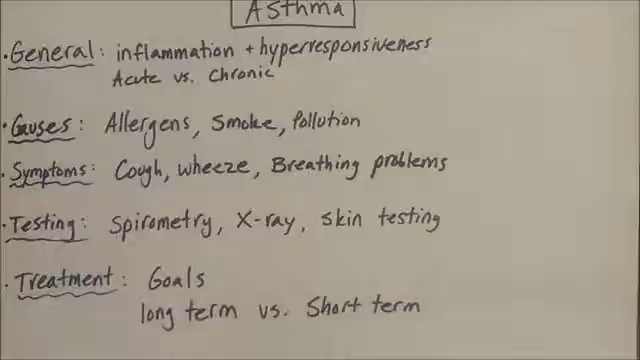 Asthma
· General: inflammation + hyperresponsiveness
Acute vs. Chronic
· Causes: Allergens, Smoke, Pollution
· Symptoms: Cough, wheeze, Breathing problems
· Testing: Spirometry, X-ray, Skin testing
· Treatment: Goals
long term vs. Short term